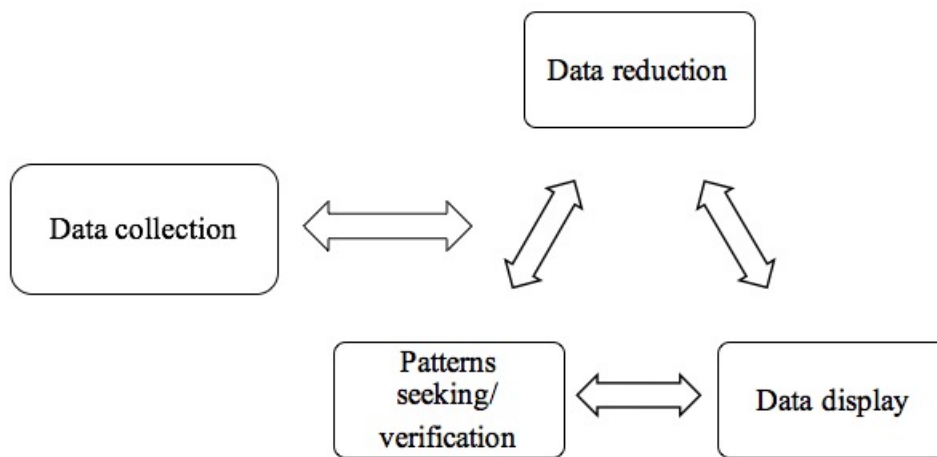 Data reduction
Data collection
Patterns
seeking/
verification
Data display